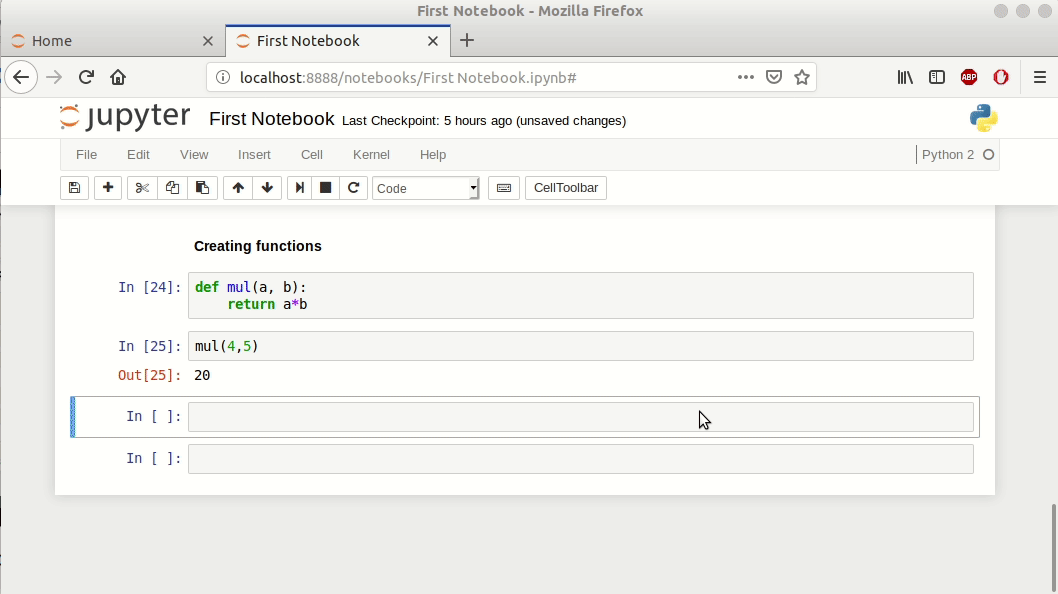 First Notebook - Mozilla Firefox
Home
First Notebook
localhost:8888/notebooks/First Notebook.ipynb#
ABP
jupyter First Notebook Last Checkpoint: 5 hours ago (unsaved changes)
File Edit View Insert Cell Kernel Help Python 2
Code CellToolbar
Creating functions
In [24]: def mul(a, b):
return a*b
In [25]: mul(4,5)
Out[25]: 20
In [ ]:
In [ ]: